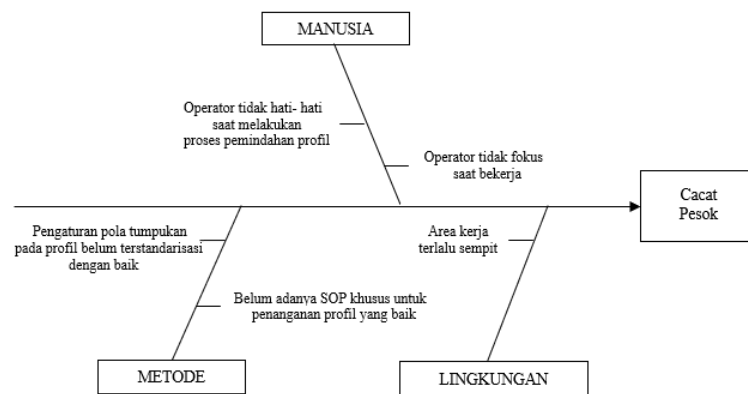 MANUSIA
Operator tidak hati- hati
saat melakukan
proses pemindahan profil
Operator tidak fokus
saat bekerja
Cacat
Pesok
Pengaturan pola tumpukan
pada profil belum terstandarisasi
dengan baik
Area kerja
terlalu sempit
Belum adanya SOP khusus untuk
penanganan profil yang baik
METODE
LINGKUNGAN